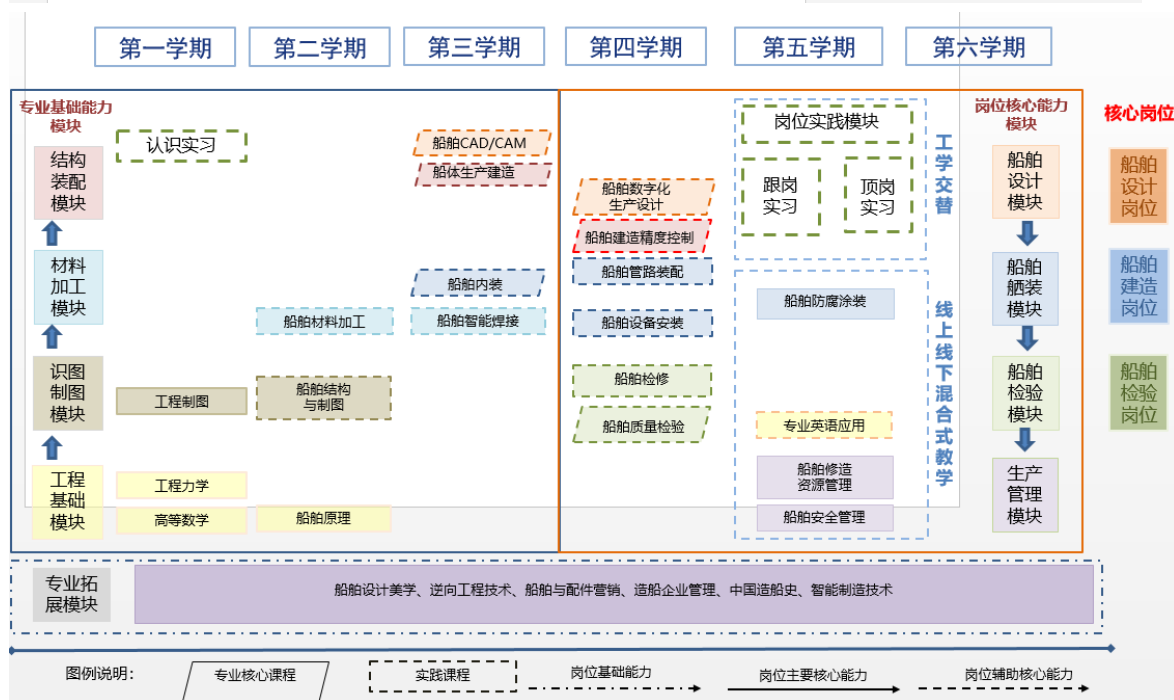 第一学期
第二学期
第三学期
第四学期
第五学期
第六学期
专业基础能力
模块
结构
装配
模块
材料
加工
模块
识图
制图
模块
工程
基础
模块
认识实习
工程制图
工程力学
高等数学
船舶材料加工
船舶结构
与制图
船舶原理
船舶CAD/CAM
船体生产建造
船舶内装
船舶智能焊接
船舶数字化
生产设计
船舶建造精度控制
船舶管路装配
船舶设备安装
船舶检修
船舶质量检验
岗位实践模块
跟岗
实习
顶岗
实习
工学交替
船舶防腐涂装
专业英语应用
船舶修造
资源管理
船舶安全管理
线上线下混合式教学
岗位核心能力
模块
船舶
设计
模块
船舶
舾装
模块
船舶
检验
模块
生产
管理
模块
核心岗位
船舶
设计
岗位
船舶
建造
岗位
船舶
检验
岗位
专业拓
展模块
船舶设计美学、逆向工程技术、船舶与配件营销、造船企业管理、中国造船史、智能制造技术
图例说明：
专业核心课程
实践课程
岗位基础能力
岗位主要核心能力
岗位辅助核心能力